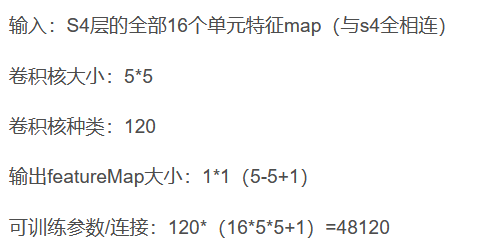 输入：S4层的全部16个单元特征map（与s4全相连）
卷积核大小：5*5
卷积核种类：120
输出featureMap大小：1*1（5-5+1）
可训练参数/连接：120*（16*5*5+1）=48120